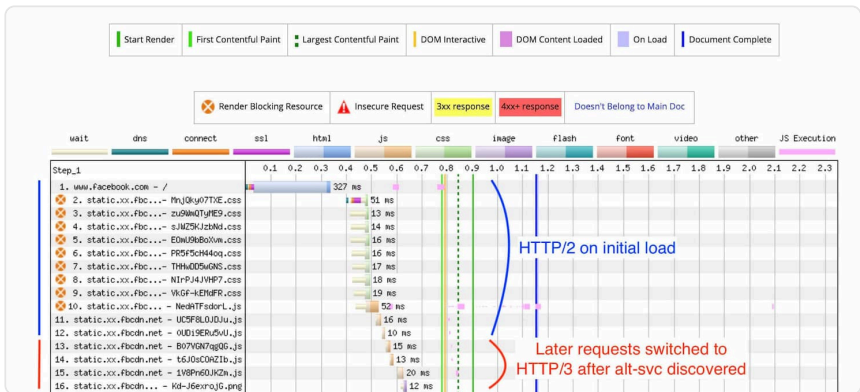 Start Render First Contentful Paint Largest Contentful Paint DOM Interactive DOM Content Loaded On Load Document Complete
Render Blocking Resource Insecure Request 3xx response 4xx+ response Doesn't Belong to Main Doc
wait dns connect ssl html js css image flash font video other JS Execution
Step_1 0.1 0.2 0.3 0.4 0.5 0.6 0.7 0.8 0.9 1.0 1.1 1.2 1.3 1.4 1.5 1.6 1.7 1.8 1.9 2.0 2.1 2.2 2.3
1. www.facebook.com - / 327 ms
2. static.xx.fbc...- MnjQky07TXE.css 51 ms
3. static.xx.fbc...- zu9WmQTyME9.css 13 ms
4. static.xx.fbc...- sJWZ5KJzbNd.css 14 ms
5. static.xx.fbc...- EOmU9bBoXvm.css 16 ms
6. static.xx.fbc...- PR5f5cH44oq.css 16 ms
7. static.xx.fbc...- THHwDD5wGNS.css 17 ms
8. static.xx.fbc...- NIrPJ4JVHP7.css 18 ms
9. static.xx.fbc...- VkGf-kEMdFR.css 19 ms
10. static.xx.fbc... - NedATFsdorL.js 52 ms
11. static.xx.fbcdn.net - UC5F8LOJDJu.js 16 ms
12. static.xx.fbcdn.net - 0UDi9ERu5vU.js 10 ms
HTTP/2 on initial load
13. static.xx.fbcdn.net - B07VGN7qgQG.js 15 ms
14. static.xx.fbcdn.net - t6JOsCOAZIb.js 13 ms
15. static.xx.fbcdn.net - 1V8Pn6OJKZm.js 20 ms
16. static.xx.fbcdn... - Kd-J6exrojG.png 12 ms
Later requests switched to
HTTP/3 after alt-svc discovered